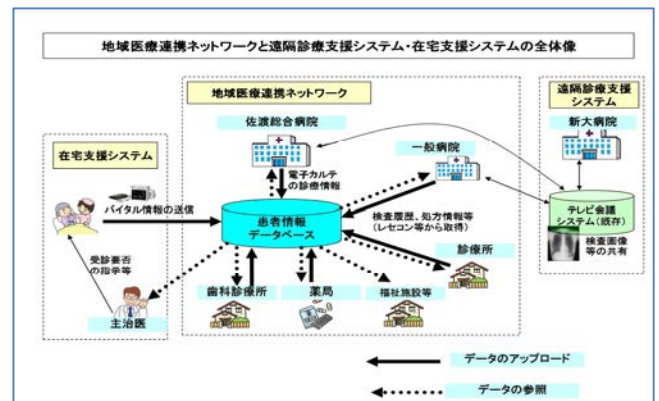 地域医療連携ネットワークと遠隔診療支援システム・在宅支援システムの全体像
地域医療連携ネットワーク
遠隔診療支援
システム
佐渡総合病院
新大病院
在宅支援システム
一般病院
電子カルテ
の診療情報
バイタル情報の送信
患者情報
データベース
検査履歴、処方情報等
(レセコン等から取得)
テレビ会議
システム(既存)
検査画像
等の共有
受診要否
の指示等
診療所
主治医
歯科診療所
薬局
福祉施設等
データのアップロード
データの参照